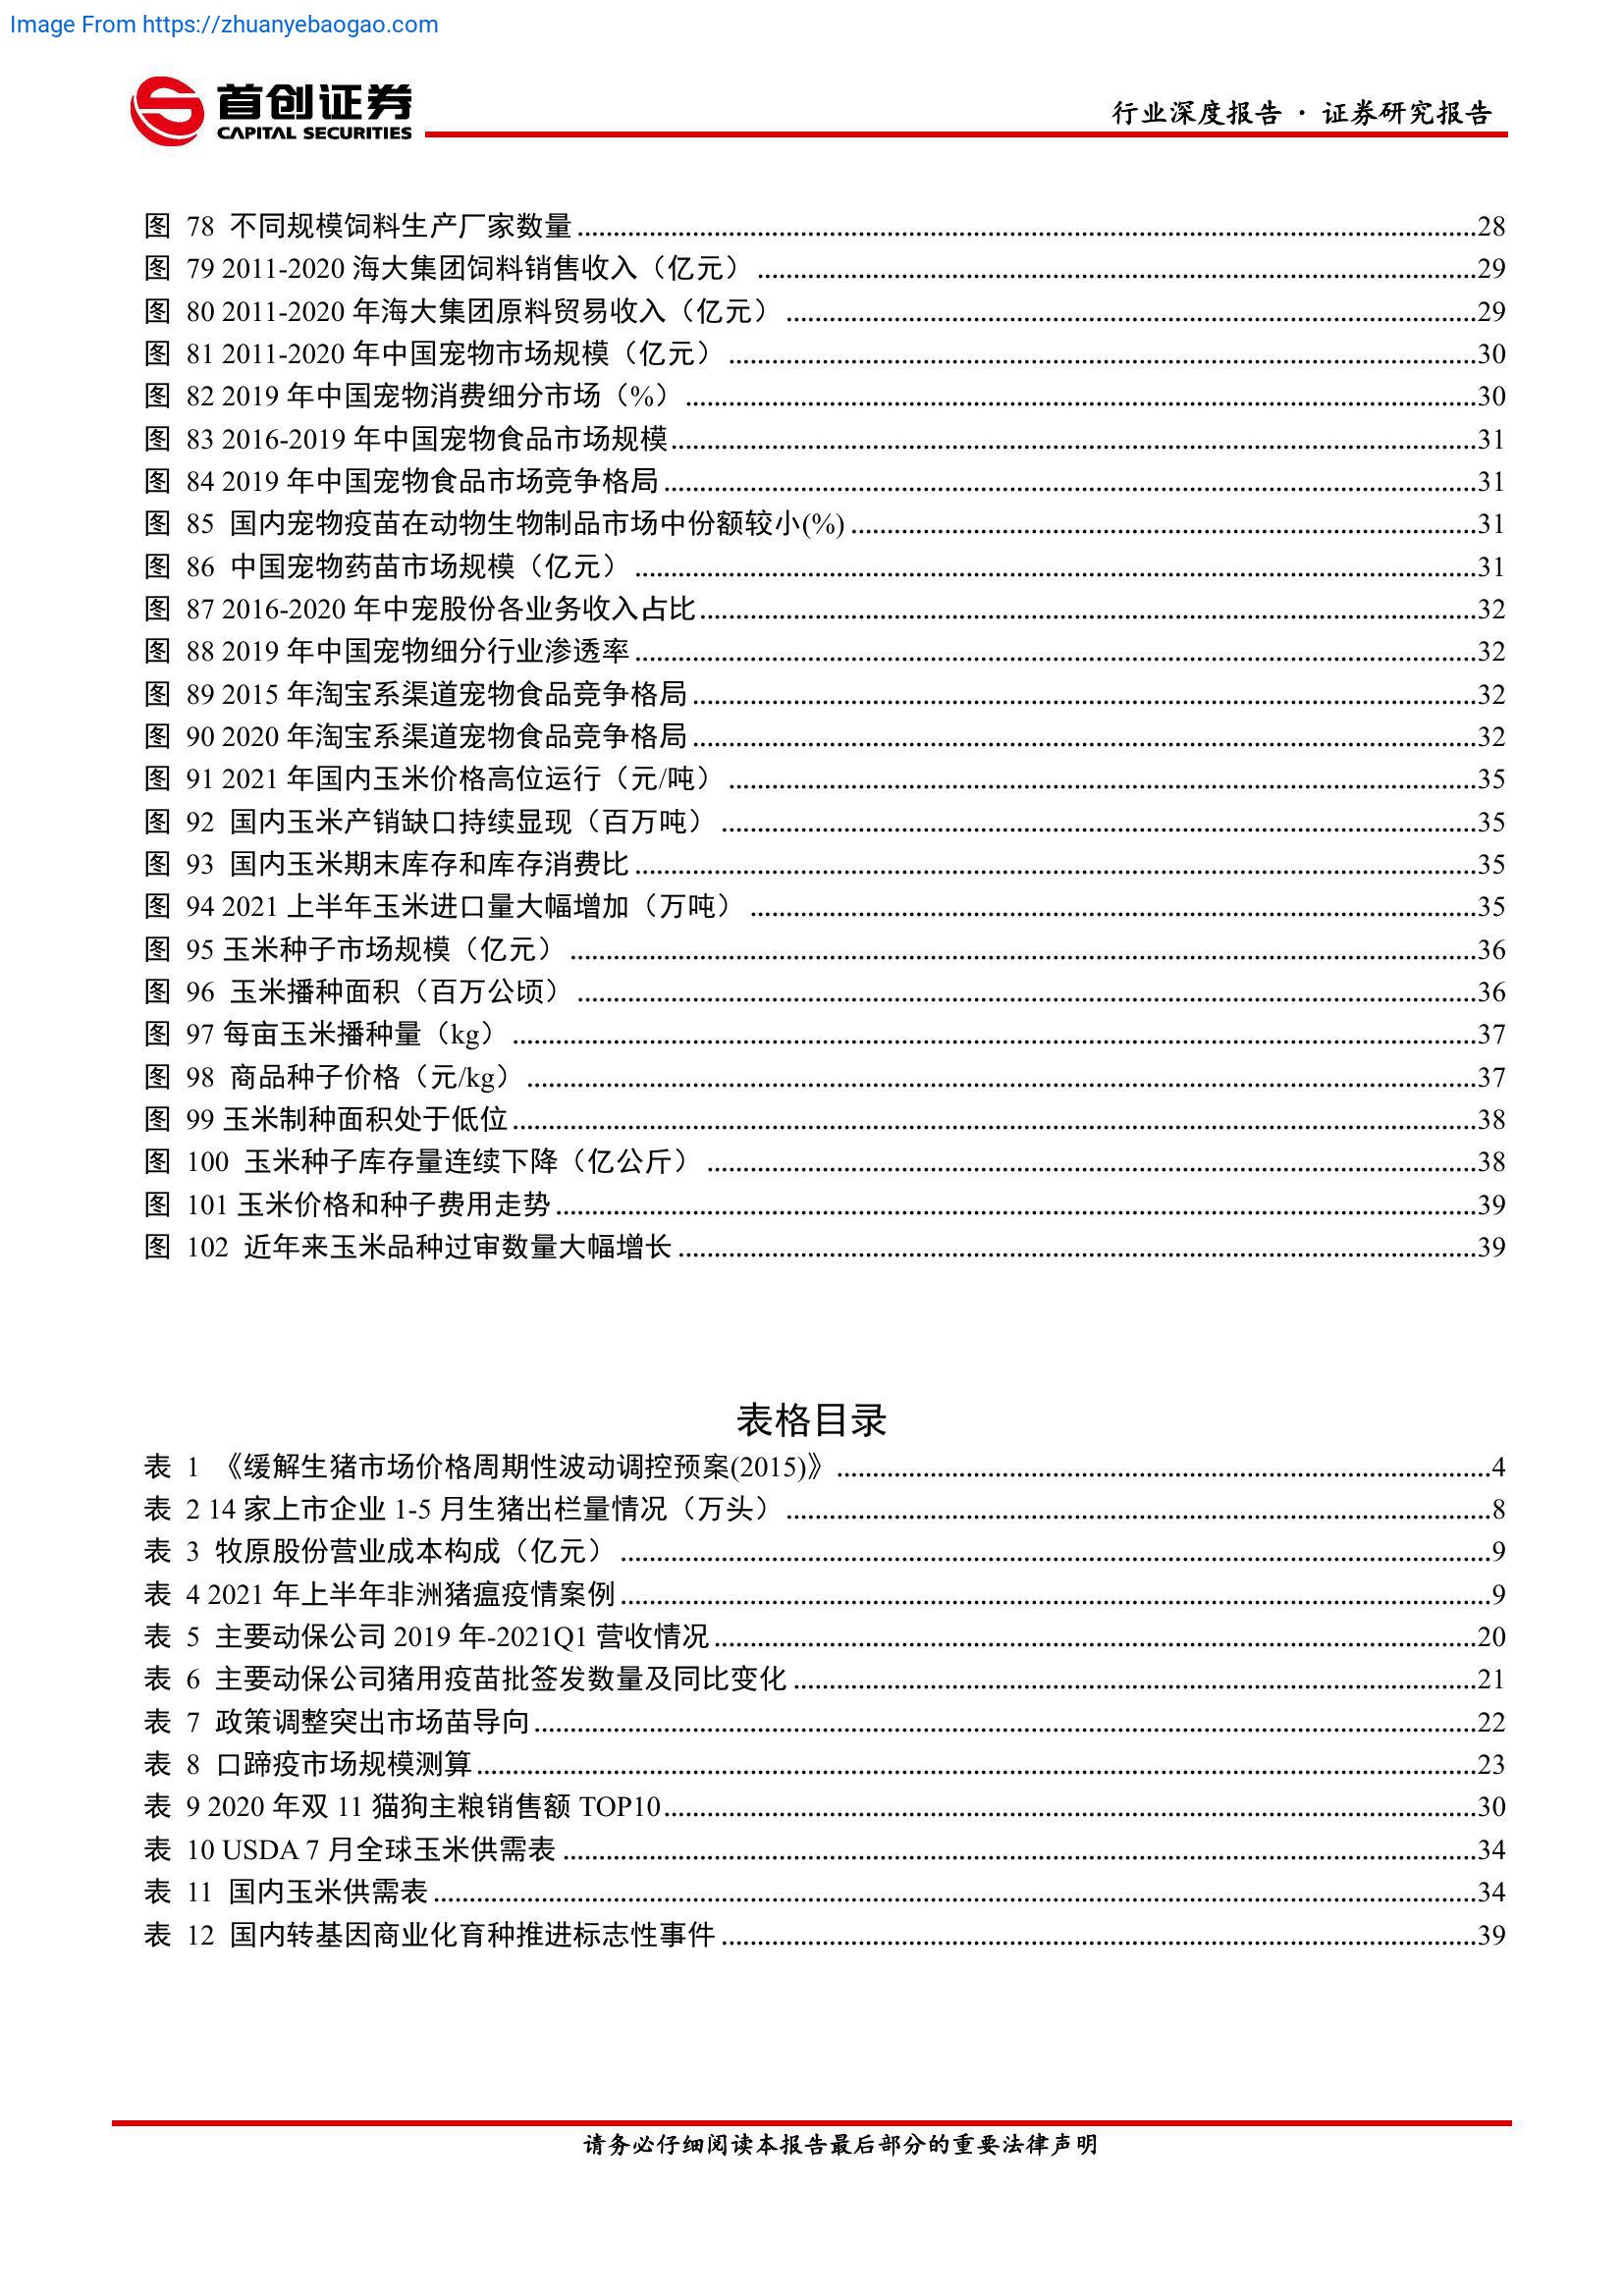 Image From https://zhuanyebaogao.com
首创证券
CAPITAL SECURITIES
行业深度报告 · 证券研究报告
图 78 不同规模饲料生产厂家数量 28
图 79 2011-2020 海大集团饲料销售收入（亿元） 29
图 80 2011-2020 年海大集团原料贸易收入（亿元） 29
图 81 2011-2020 年中国宠物市场规模（亿元） 30
图 82 2019 年中国宠物消费细分市场（%） 30
图 83 2016-2019 年中国宠物食品市场规模 31
图 84 2019 年中国宠物食品市场竞争格局 31
图 85 国内宠物疫苗在动物生物制品市场中份额较小(%) 31
图 86 中国宠物药苗市场规模（亿元） 31
图 87 2016-2020 年中宠股份各业务收入占比 32
图 88 2019 年中国宠物细分行业渗透率 32
图 89 2015 年淘宝系渠道宠物食品竞争格局 32
图 90 2020 年淘宝系渠道宠物食品竞争格局 32
图 91 2021 年国内玉米价格高位运行（元/吨） 35
图 92 国内玉米产销缺口持续显现（百万吨） 35
图 93 国内玉米期末库存和库存消费比 35
图 94 2021 上半年玉米进口量大幅增加（万吨） 35
图 95 玉米种子市场规模（亿元） 36
图 96 玉米播种面积（百万公顷） 36
图 97 每亩玉米播种量（kg） 37
图 98 商品种子价格（元/kg） 37
图 99 玉米制种面积处于低位 38
图 100 玉米种子库存量连续下降（亿公斤） 38
图 101 玉米价格和种子费用走势 39
图 102 近年来玉米品种过审数量大幅增长 39
表格目录
表 1 《缓解生猪市场价格周期性波动调控预案(2015)》 4
表 2 14 家上市企业 1-5 月生猪出栏量情况（万头） 8
表 3 牧原股份营业成本构成（亿元） 9
表 4 2021 年上半年非洲猪瘟疫情案例 9
表 5 主要动保公司 2019 年-2021Q1 营收情况 20
表 6 主要动保公司猪用疫苗批签发数量及同比变化 21
表 7 政策调整突出市场苗导向 22
表 8 口蹄疫市场规模测算 23
表 9 2020 年双 11 猫狗主粮销售额 TOP10 30
表 10 USDA 7 月全球玉米供需表 34
表 11 国内玉米供需表 34
表 12 国内转基因商业化育种推进标志性事件 39
请务必仔细阅读本报告最后部分的重要法律声明